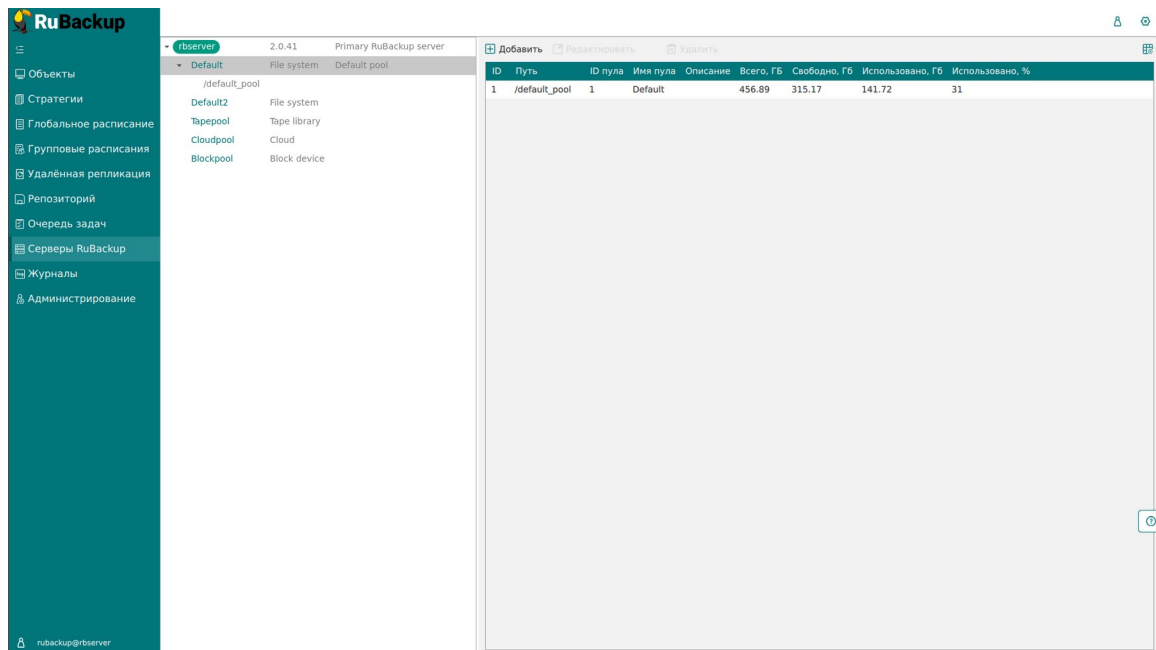 RuBackup
Объекты
Стратегии
Глобальное расписание
Групповые расписания
Удалённая репликация
Репозиторий
Очередь задач
Серверы RuBackup
Журналы
Администрирование
rubackup@rbserver
rbserver 2.0.41 Primary RuBackup server
Default File system Default pool
/default_pool
Default2 File system
Tapepool Tape library
Cloudpool Cloud
Blockpool Block device
Добавить Редактировать Удалить
ID Путь ID пула Имя пула Описание Всего, ГБ Свободно, Гб Использовано, Гб Использовано, %
1 /default_pool 1 Default 456.89 315.17 141.72 31